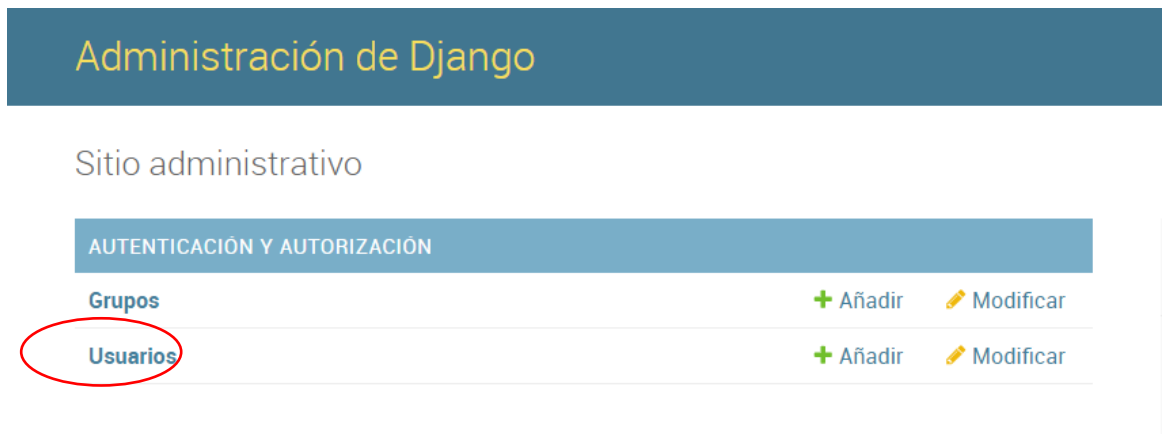 Administración de Django
Sitio administrativo
AUTENTICACIÓN Y AUTORIZACIÓN
Grupos Añadir Modificar
Usuarios Añadir Modificar